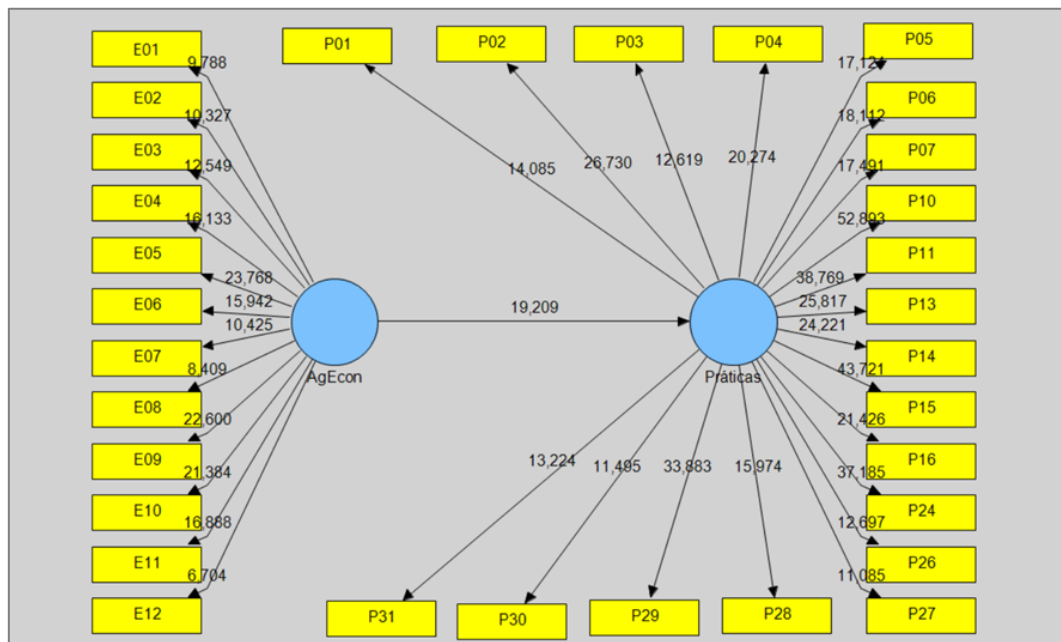 E01
P01
P02
P03
P04
P05
9,788
17,121
E02
P06
10,327
18,112
E03
P07
12,549
14,085
26,730
12,619
20,274
17,491
E04
P10
16,133
52,893
E05
P11
23,768
38,769
E06
15,942
19,209
25,817
P13
10,425
24,221
E07
P14
8,409
AgEcon
Práticas
43,721
E08
P15
22,600
21,426
E09
P16
21,384
13,224
11,495
33,883
15,974
37,185
E10
P24
16,888
12,697
E11
P26
6,704
11,085
E12
P31
P30
P29
P28
P27